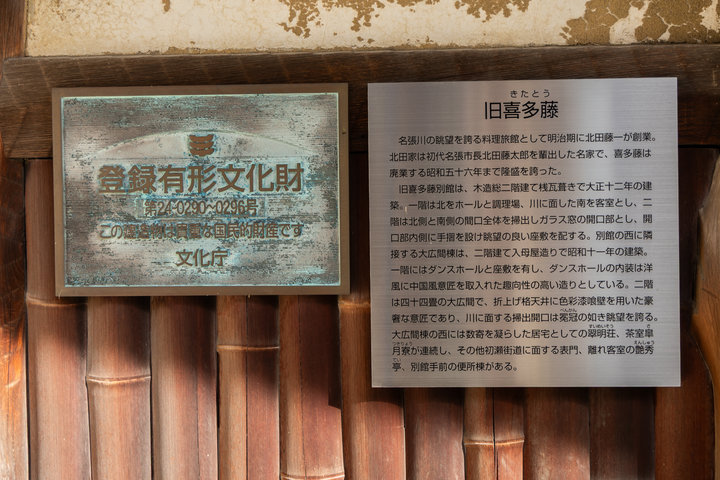 登録有形文化財
第24-0290~0296号
この建造物は貴重な国民的財産です
文化庁
きたとう
旧喜多藤
名張川の眺望を誇る料理旅館として明治期に北田藤一が創業。
北田家は初代名張市長北田藤太郎を輩出した名家で、喜多藤は
廃業する昭和五十六年まで隆盛を誇った。
旧喜多藤別館は、木造総二階建て桟瓦葺きで大正十二年の建
築。一階は北をホールと調理場、川に面した南を客室とし、二
階は北側と南側の間口全体を掃出しガラス窓の開口部とし、開
口部内側に手摺を設け眺望の良い座敷を配する。別館の西に隣
接する大広間棟は、二階建て入母屋造りで昭和十一年の建築。
一階にはダンスホールと座敷を有し、ダンスホールの内装は洋
風に中国風意匠を取入れた趣向性の高い造りとしている。二階
は四十四畳の大広間で、折上げ格天井に色彩漆喰壁を用いた豪
べんかん
奢な意匠であり、川に面する掃出開口は冕冠の如き眺望を誇る。
すいめいそう さ
大広間棟の西には数寄を凝らした居宅としての翠明荘、茶室皐
つきりょう えんしゅう
月寮が連続し、その他初瀬街道に面する表門、離れ客室の艶秀
てい
亭、別館手前の便所棟がある。